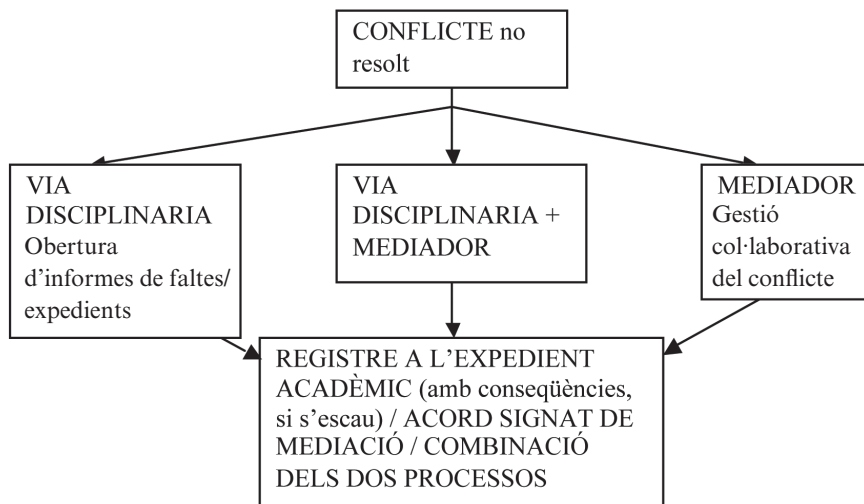 CONFLICTE no
resolt
VIA
DISCIPLINARIA
Obertura
d’informes de faltes/
expedients
VIA
DISCIPLINARIA +
MEDIADOR
MEDIADOR
Gestió
col·laborativa
del conflicte
REGISTRE A L’EXPEDIENT
ACADÈMIC (amb conseqüències,
si s’escau) / ACORD SIGNAT DE
MEDIACIÓ / COMBINACIÓ
DELS DOS PROCESSOS